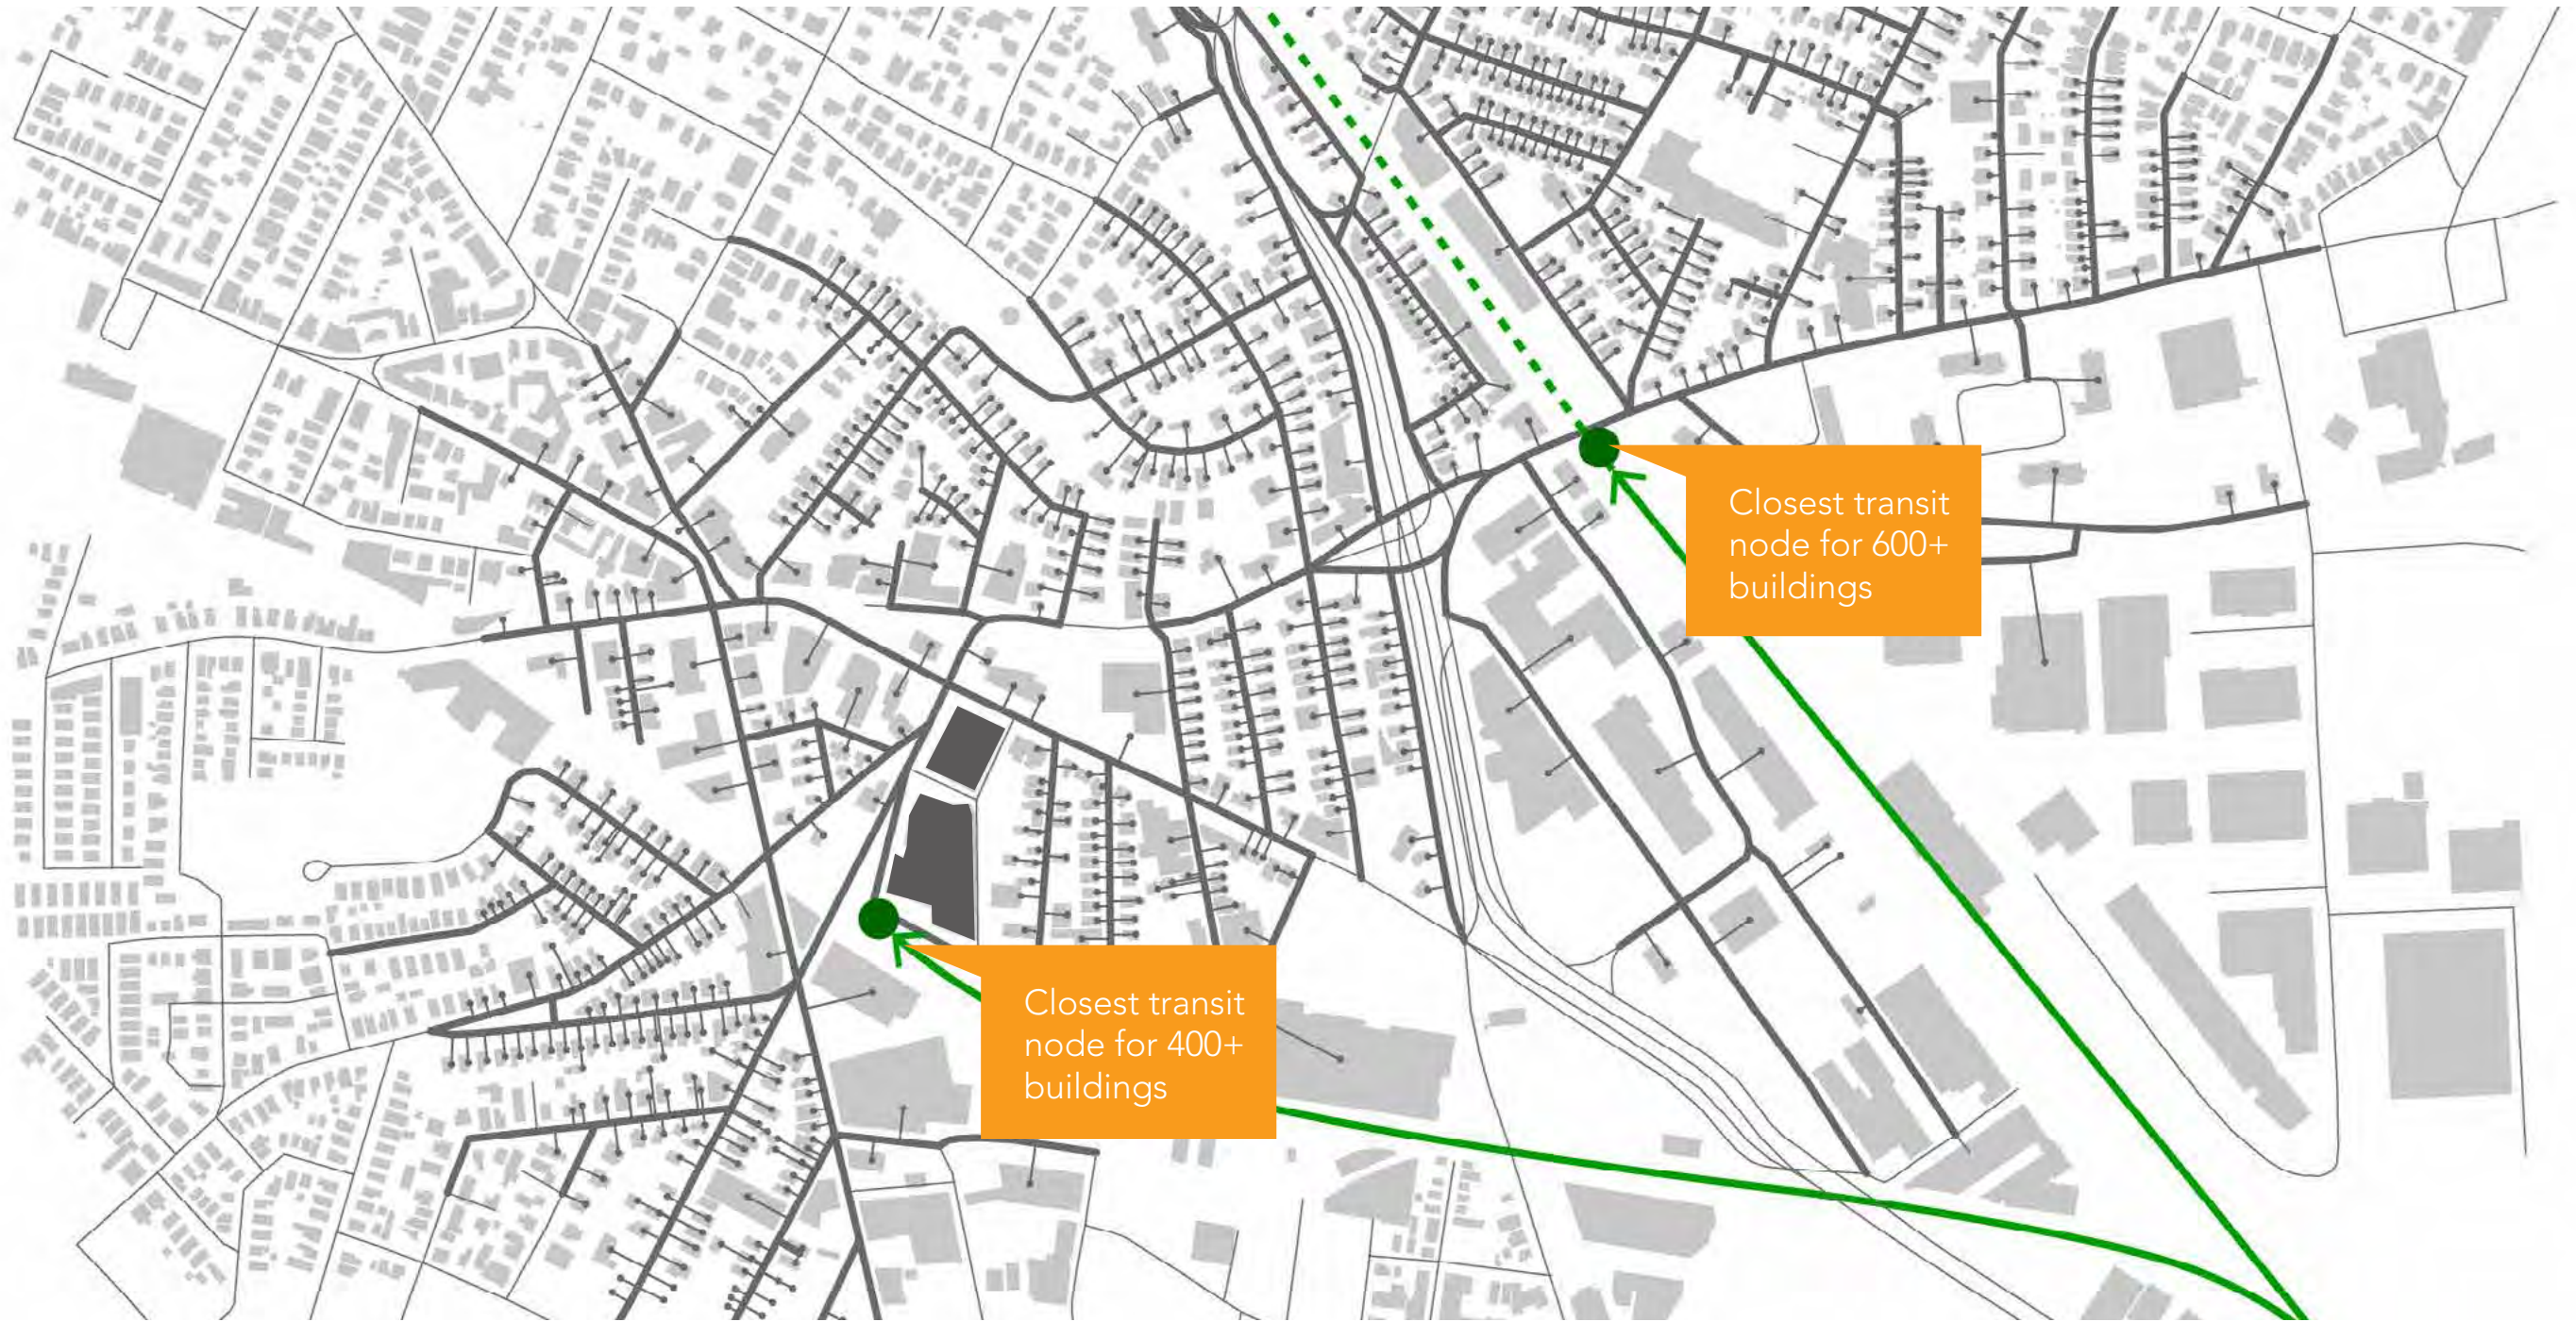 Closest transit
node for 600+
buildings
Closest transit
node for 400+
buildings